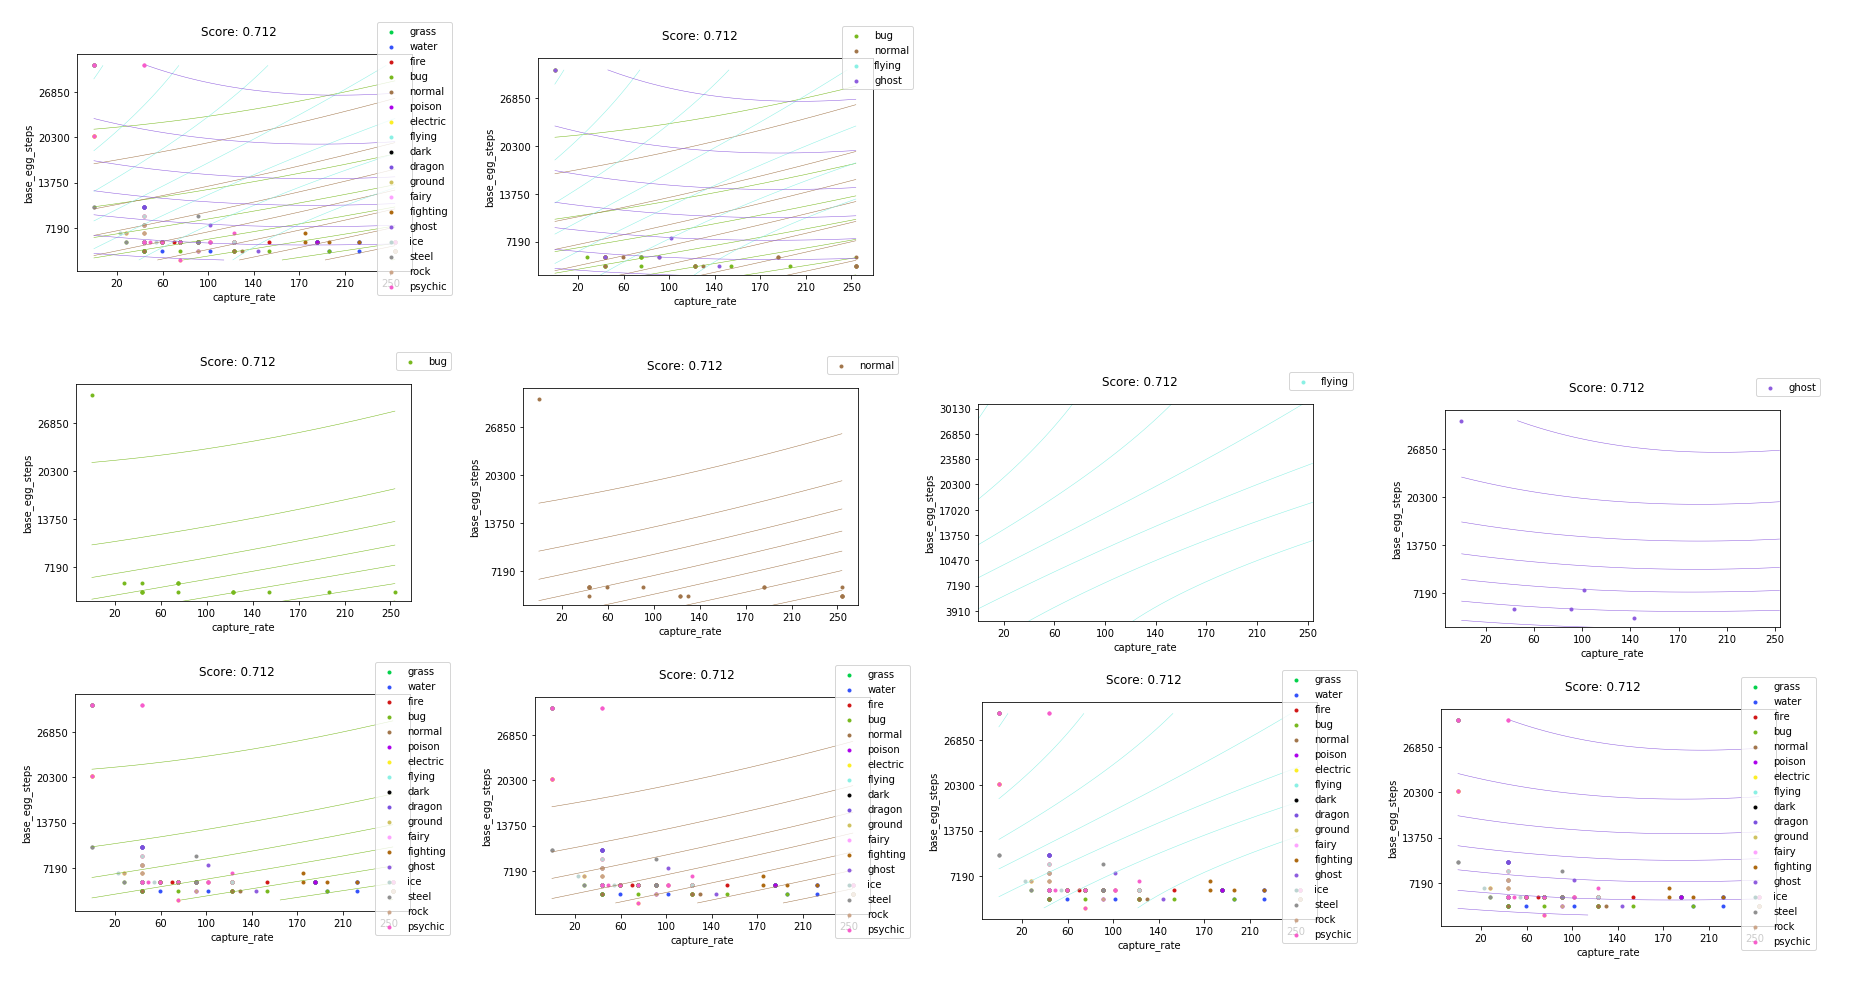 Score: 0.712
grass
water
fire
bug
normal
poison
electric
flying
dark
dragon
ground
fairy
fighting
ghost
ice
steel
rock
psychic
base_egg_steps
26850
20300
13750
7190
20 60 100 140 170 210 250
capture_rate
Score: 0.712
bug
normal
flying
ghost
base_egg_steps
26850
20300
13750
7190
20 60 100 140 170 210 250
capture_rate
Score: 0.712
bug
base_egg_steps
26850
20300
13750
7190
20 60 100 140 170 210 250
capture_rate
Score: 0.712
normal
base_egg_steps
26850
20300
13750
7190
20 60 100 140 170 210 250
capture_rate
Score: 0.712
flying
base_egg_steps
30130
26850
23580
20300
17020
13750
10470
7190
3910
20 60 100 140 170 210 250
capture_rate
Score: 0.712
ghost
base_egg_steps
26850
20300
13750
7190
20 60 100 140 170 210 250
capture_rate
Score: 0.712
grass
water
fire
bug
normal
poison
electric
flying
dark
dragon
ground
fairy
fighting
ghost
ice
steel
rock
psychic
base_egg_steps
26850
20300
13750
7190
20 60 100 140 170 210 250
capture_rate
Score: 0.712
grass
water
fire
bug
normal
poison
electric
flying
dark
dragon
ground
fairy
fighting
ghost
ice
steel
rock
psychic
base_egg_steps
26850
20300
13750
7190
20 60 100 140 170 210 250
capture_rate
Score: 0.712
grass
water
fire
bug
normal
poison
electric
flying
dark
dragon
ground
fairy
fighting
ghost
ice
steel
rock
psychic
base_egg_steps
26850
20300
13750
7190
20 60 100 140 170 210 250
capture_rate
Score: 0.712
grass
water
fire
bug
normal
poison
electric
flying
dark
dragon
ground
fairy
fighting
ghost
ice
steel
rock
psychic
base_egg_steps
26850
20300
13750
7190
20 60 100 140 170 210 250
capture_rate